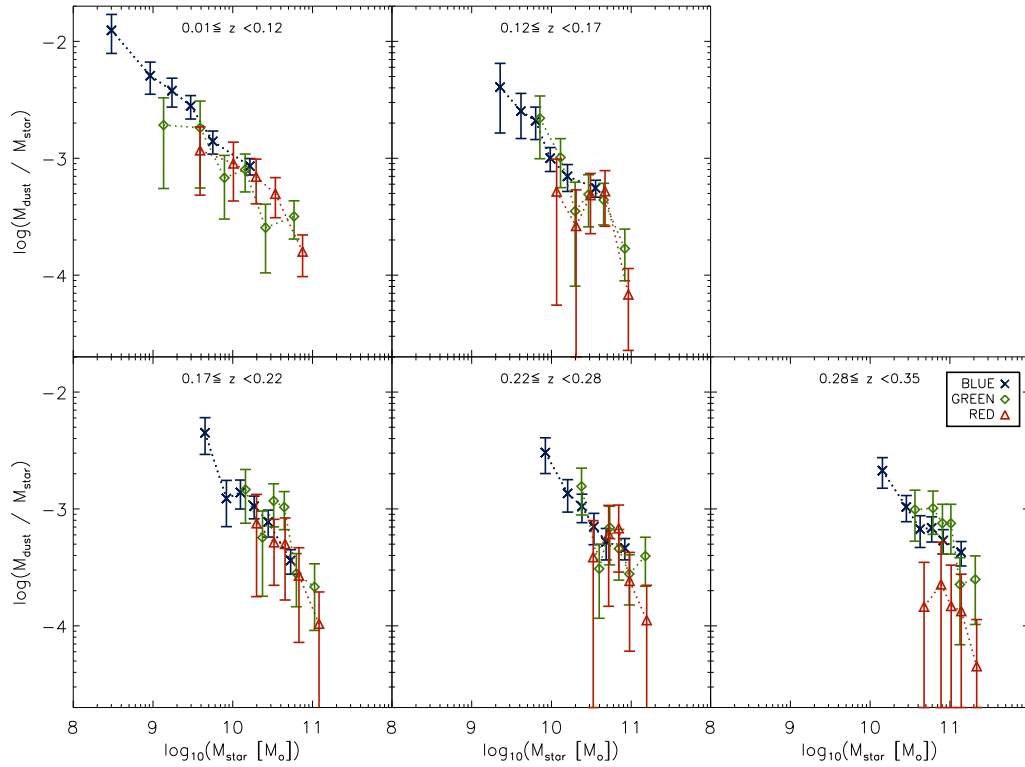 0.01≤ z <0.12
0.12≤ z <0.17
-2
-3
-4
log(M_dust / M_star)
0.17≤ z <0.22
0.22≤ z <0.28
0.28≤ z <0.35
BLUE
GREEN
RED
-2
-3
-4
log(M_dust / M_star)
8 9 10 11 8 9 10 11 8 9 10 11
log₁₀(M_star [M_o]) log₁₀(M_star [M_o]) log₁₀(M_star [M_o])